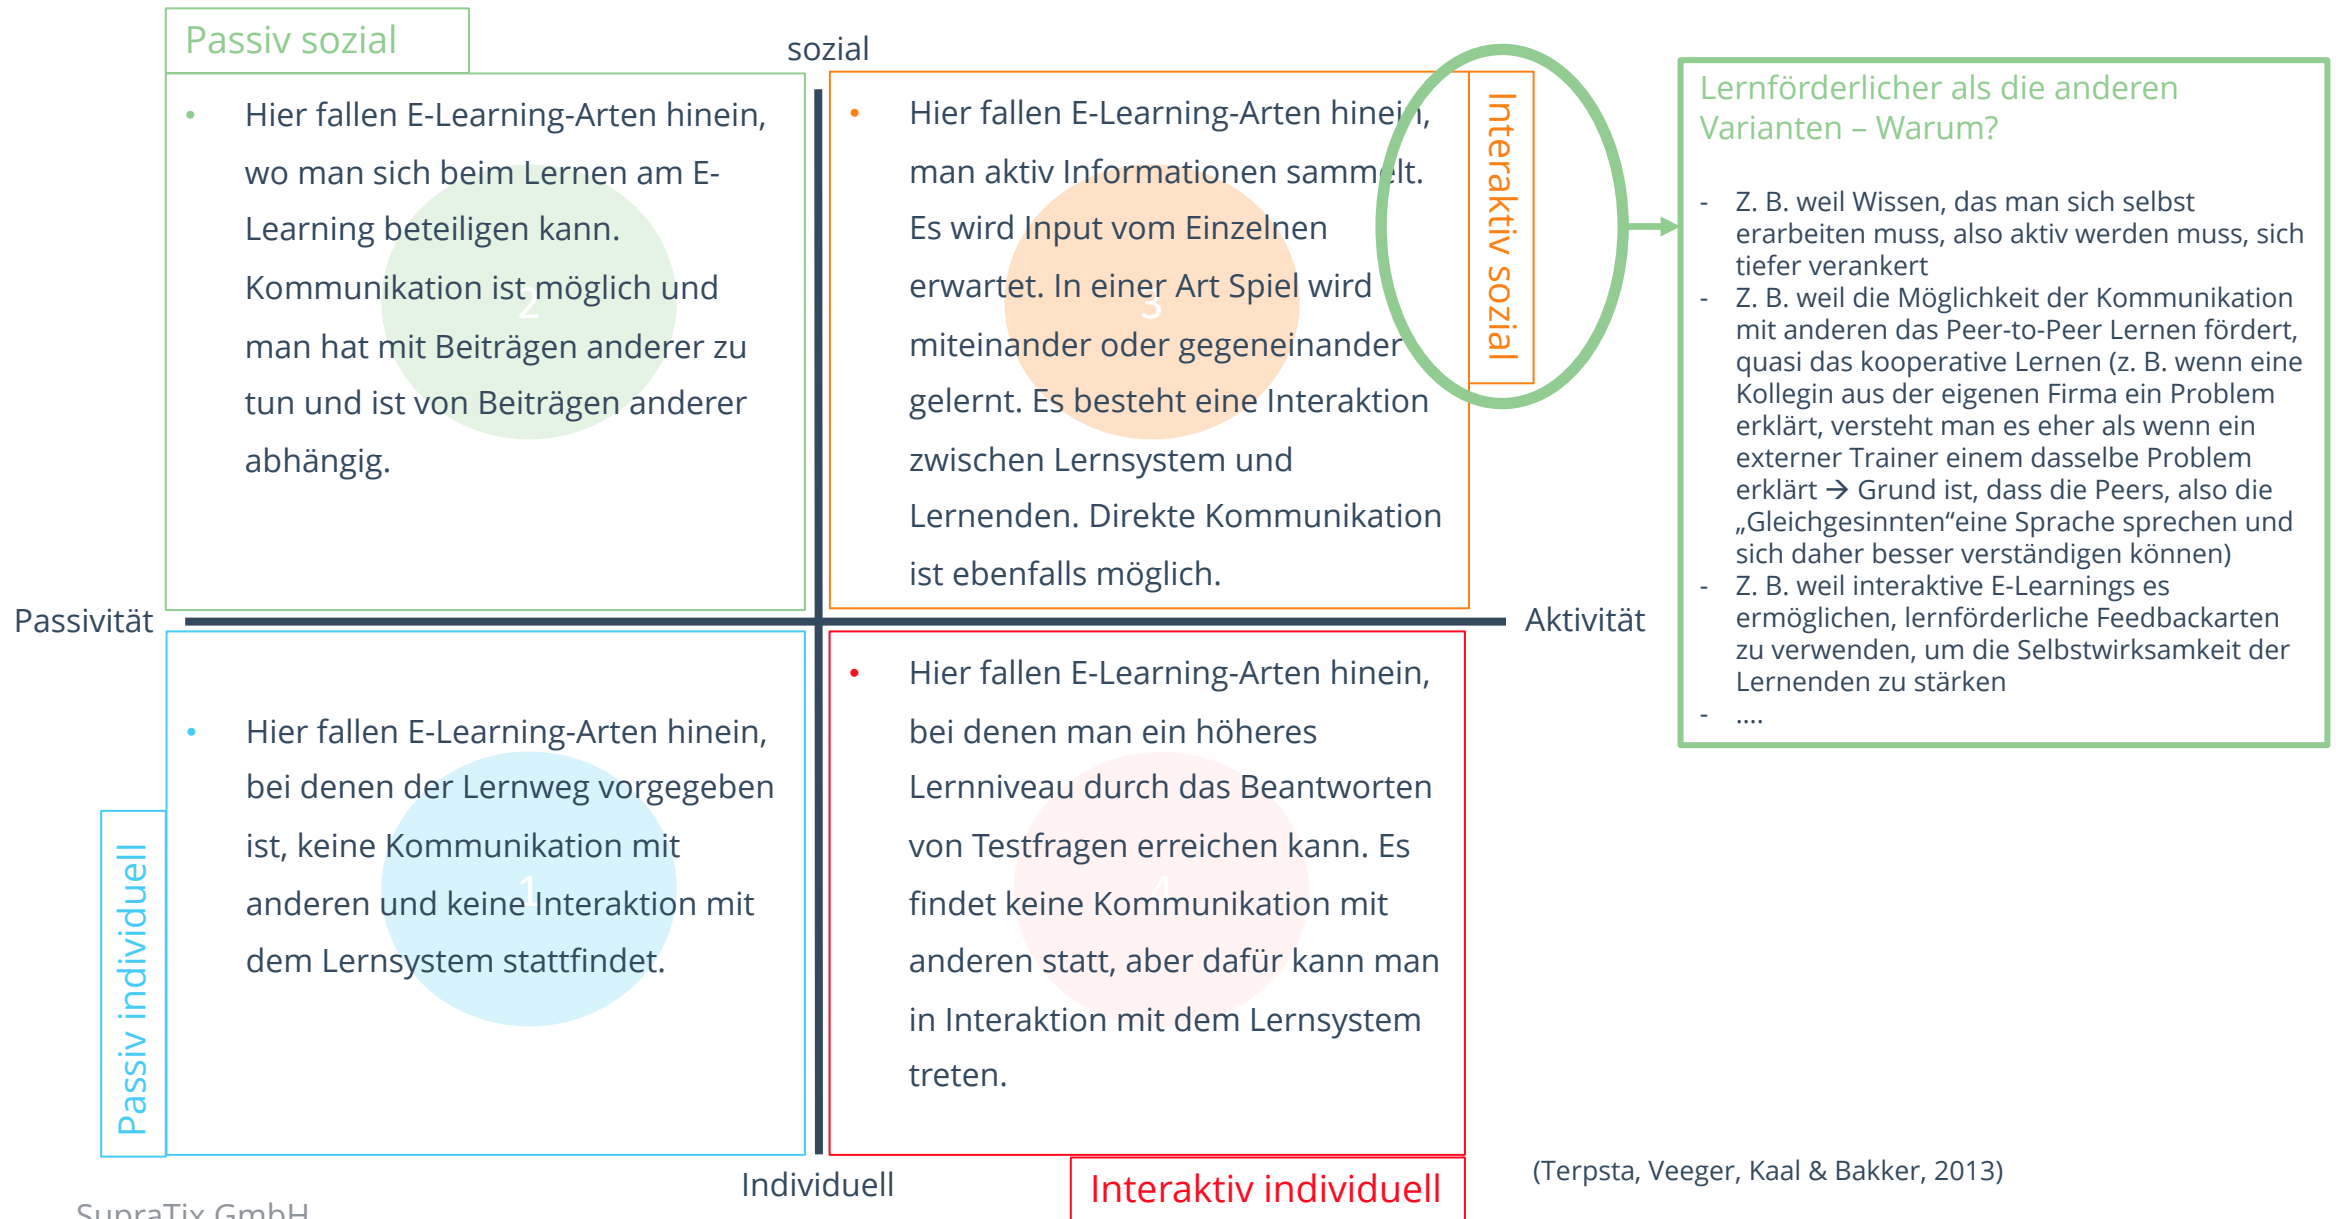 Passiv sozial
sozial
• Hier fallen E-Learning-Arten hinein,
wo man sich beim Lernen am E-
Learning beteiligen kann.
Kommunikation ist möglich und
man hat mit Beiträgen anderer zu
tun und ist von Beiträgen anderer
abhängig.
2
• Hier fallen E-Learning-Arten hinein,
man aktiv Informationen sammelt.
Es wird Input vom Einzelnen
erwartet. In einer Art Spiel wird
miteinander oder gegeneinander
gelernt. Es besteht eine Interaktion
zwischen Lernsystem und
Lernenden. Direkte Kommunikation
ist ebenfalls möglich.
3
Interaktiv sozial
Lernförderlicher als die anderen
Varianten – Warum?
- Z. B. weil Wissen, das man sich selbst
erarbeiten muss, also aktiv werden muss, sich
tiefer verankert
- Z. B. weil die Möglichkeit der Kommunikation
mit anderen das Peer-to-Peer Lernen fördert,
quasi das kooperative Lernen (z. B. wenn eine
Kollegin aus der eigenen Firma ein Problem
erklärt, versteht man es eher als wenn ein
externer Trainer einem dasselbe Problem
erklärt → Grund ist, dass die Peers, also die
„Gleichgesinnten“eine Sprache sprechen und
sich daher besser verständigen können)
- Z. B. weil interaktive E-Learnings es
ermöglichen, lernförderliche Feedbackarten
zu verwenden, um die Selbstwirksamkeit der
Lernenden zu stärken
- ....
Passivität
Aktivität
Passiv individuell
• Hier fallen E-Learning-Arten hinein,
bei denen der Lernweg vorgegeben
ist, keine Kommunikation mit
anderen und keine Interaktion mit
dem Lernsystem stattfindet.
1
• Hier fallen E-Learning-Arten hinein,
bei denen man ein höheres
Lernniveau durch das Beantworten
von Testfragen erreichen kann. Es
findet keine Kommunikation mit
anderen statt, aber dafür kann man
in Interaktion mit dem Lernsystem
treten.
4
Individuell
Interaktiv individuell
(Terpsta, Veeger, Kaal & Bakker, 2013)
SupraTix GmbH